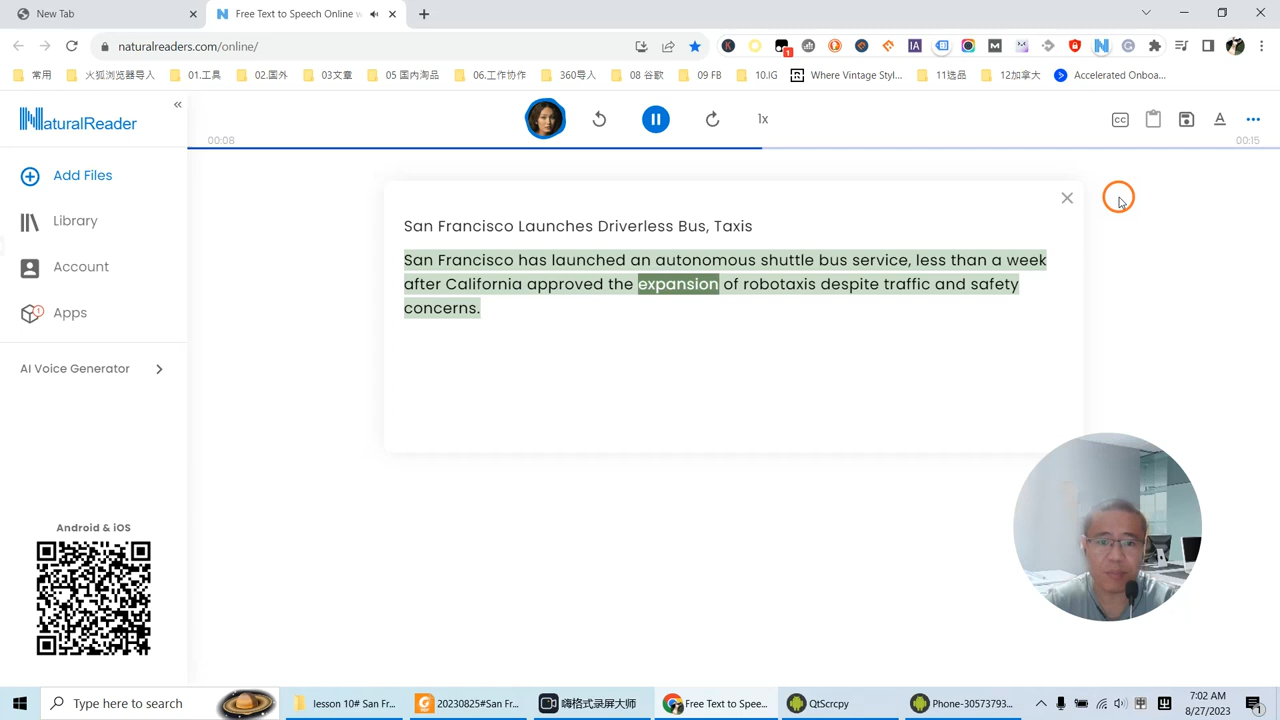 New Tab
Free Text to Speech Online w
naturalreaders.com/online/
1
常用
火狐浏览器导入
01.工具
02.国外
03文章
05 国内淘品
06.工作协作
360导入
08 谷歌
09 FB
10.IG
Where Vintage Styl...
11选品
12加拿大
Accelerated Onboa...
NaturalReader
1x
CC
00:08
00:15
Add Files
Library
Account
Apps
AI Voice Generator
San Francisco Launches Driverless Bus, Taxis
San Francisco has launched an autonomous shuttle bus service, less than a week
after California approved the expansion of robotaxis despite traffic and safety
concerns.
Android & iOS
Type here to search
lesson 10# San Fr...
20230825#San Fr...
嗨格式录屏大师
Free Text to Spee...
QtScrcpy
Phone-30573793...
中
7:02 AM
8/27/2023
1